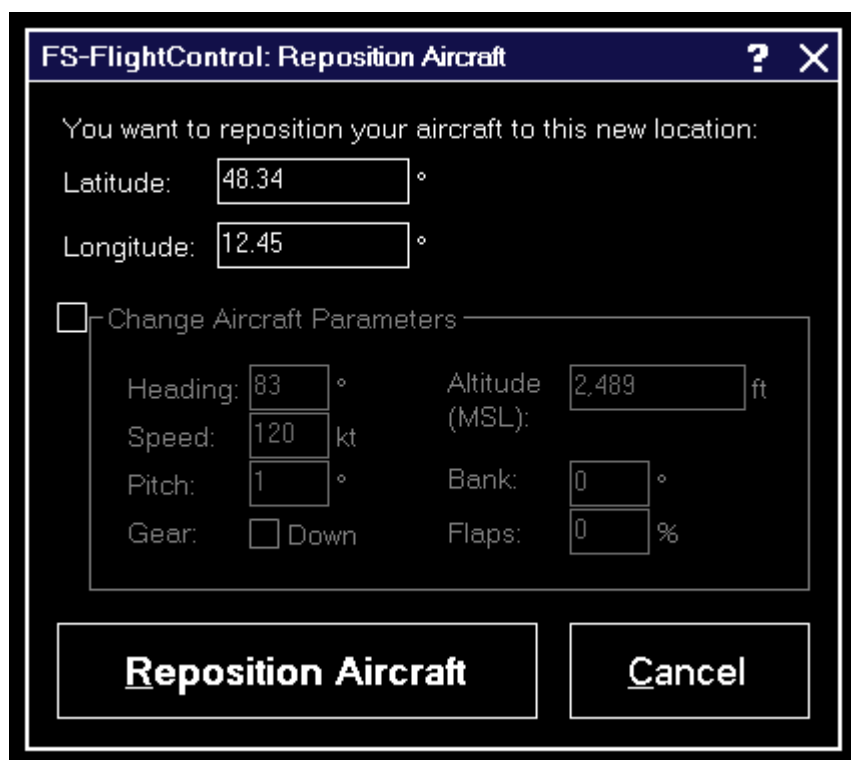 FS-FlightControl: Reposition Aircraft ? X
You want to reposition your aircraft to this new location:
Latitude: 48.34 °
Longitude: 12.45 °
Change Aircraft Parameters
Heading: 83 ° Altitude (MSL): 2,489 ft
Speed: 120 kt
Pitch: 1 ° Bank: 0 °
Gear: Down Flaps: 0 %
Reposition Aircraft Cancel